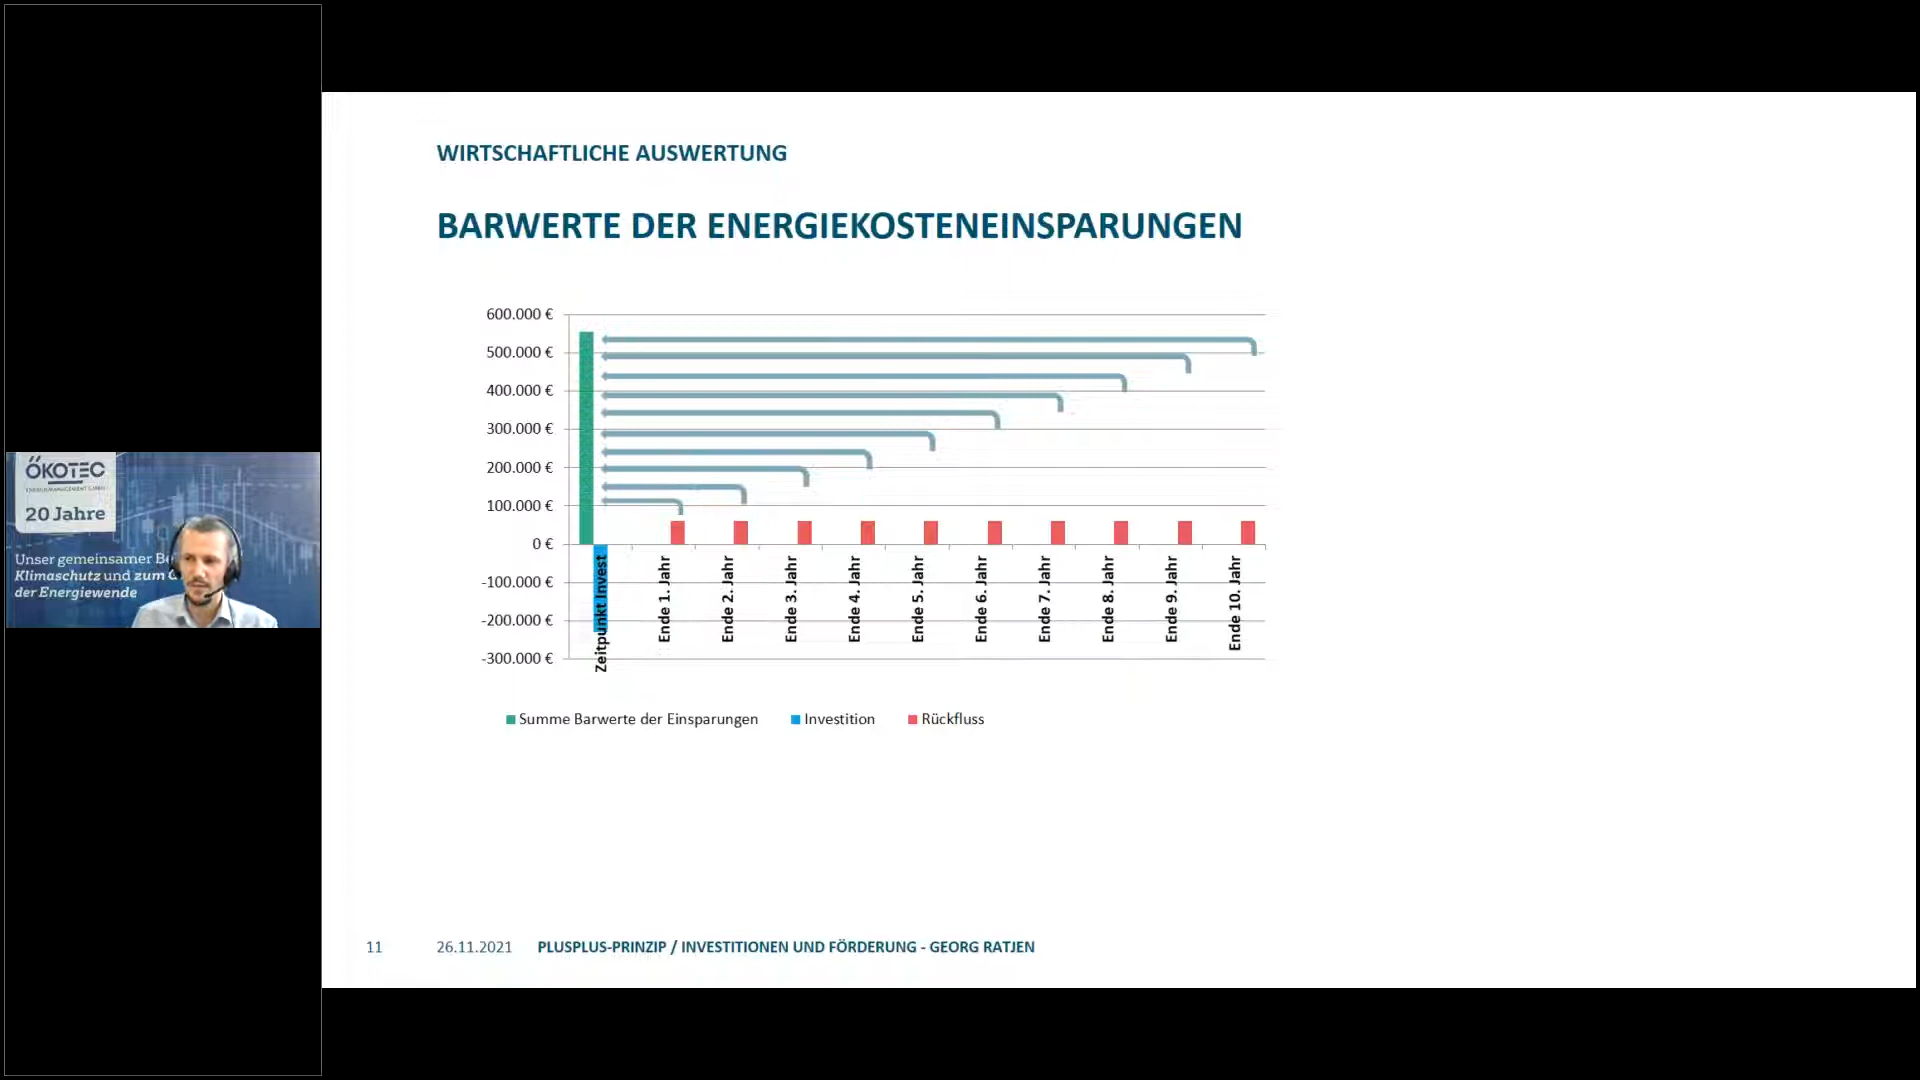 WIRTSCHAFTLICHE AUSWERTUNG
BARWERTE DER ENERGIEKOSTENEINSPARUNGEN
600.000 €
500.000 €
400.000 €
300.000 €
200.000 €
100.000 €
0 €
-100.000 €
-200.000 €
-300.000 €
Zeitpunkt Invest
Ende 1. Jahr
Ende 2. Jahr
Ende 3. Jahr
Ende 4. Jahr
Ende 5. Jahr
Ende 6. Jahr
Ende 7. Jahr
Ende 8. Jahr
Ende 9. Jahr
Ende 10. Jahr
Summe Barwerte der Einsparungen
Investition
Rückfluss
11 26.11.2021 PLUSPLUS-PRINZIP / INVESTITIONEN UND FÖRDERUNG - GEORG RATJEN
ÖKOTEC
ENERGIEMANAGEMENT GMBH
20 Jahre
Unser gemeinsamer
Klimaschutz und zum
der Energiewende